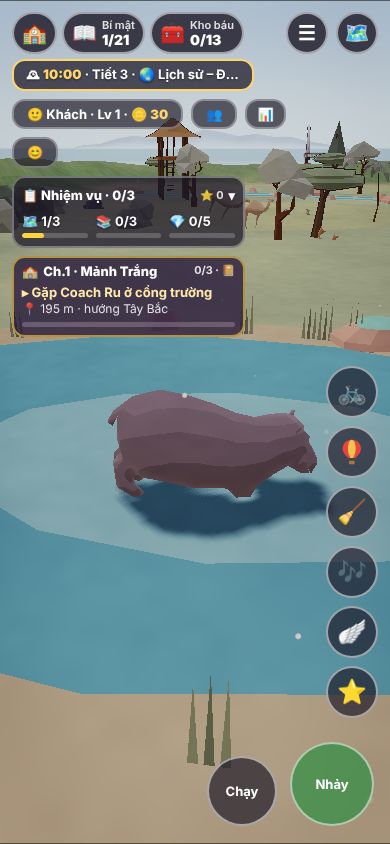 Bí mật
1/21
Kho báu
0/13
10:00 · Tiết 3 · Lịch sử – Đ...
Khách · Lv 1 · 30
Nhiệm vụ · 0/3
0
1/3
0/3
0/5
Ch.1 · Mảnh Trắng
0/3 ·
Gặp Coach Ru ở cổng trường
195 m · hướng Tây Bắc
Chạy
Nhảy